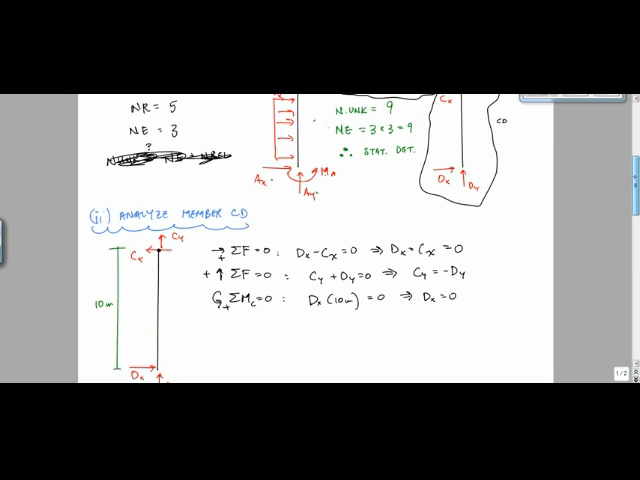 NR = 5
NE = 3
?
N.UNK = 9
NE = 3×3 = 9
∴ STAT. DET.
Cx
CD
Dx
Dy
Ax
Ay
MA
(ii) ANALYZE MEMBER CD
Cy
Cx
10m
Dx
→+ ΣF = 0 : Dx − Cx = 0 ⇒ Dx = Cx = 0
+↑ ΣF = 0 : Cy + Dy = 0 ⇒ Cy = −Dy
↺+ ΣMc = 0 : Dx (10m) = 0 ⇒ Dx = 0
1 / 2